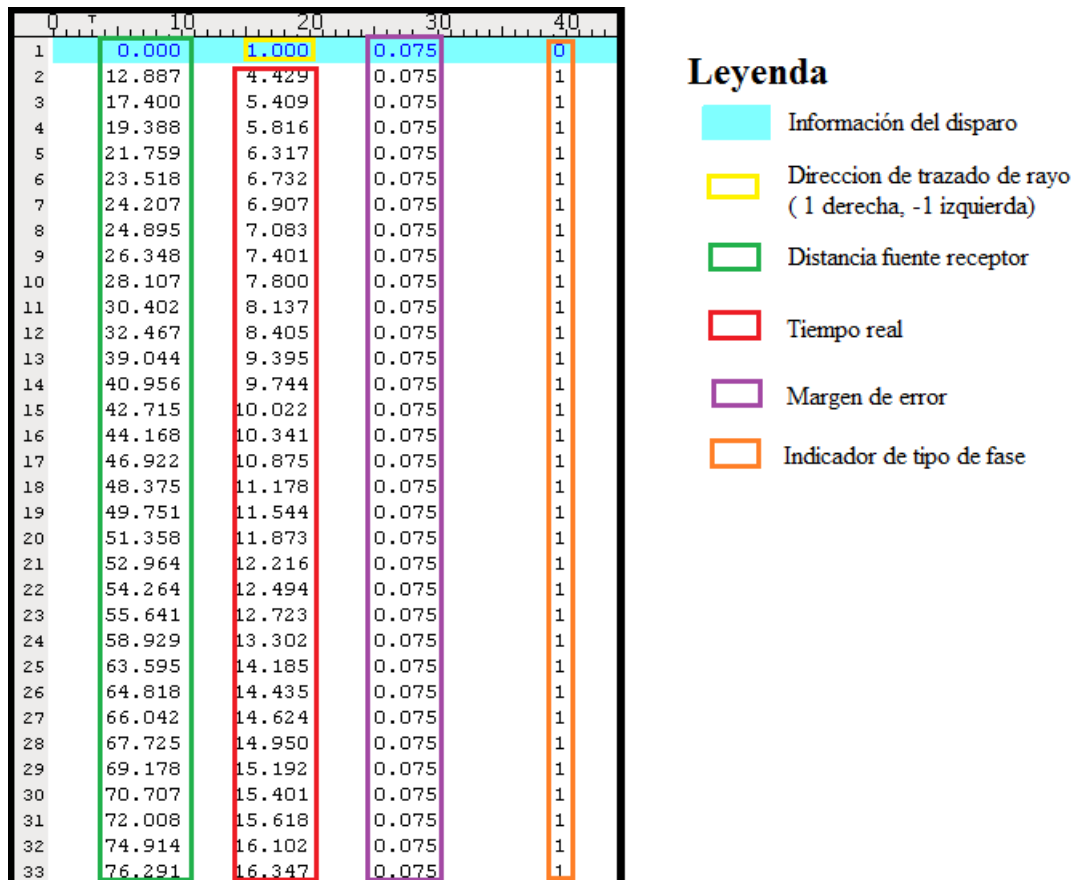 0 10 20 30 40
1 0.000 1.000 0.075 0
2 12.887 4.429 0.075 1
3 17.400 5.409 0.075 1
4 19.388 5.816 0.075 1
5 21.759 6.317 0.075 1
6 23.518 6.732 0.075 1
7 24.207 6.907 0.075 1
8 24.895 7.083 0.075 1
9 26.348 7.401 0.075 1
10 28.107 7.800 0.075 1
11 30.402 8.137 0.075 1
12 32.467 8.405 0.075 1
13 39.044 9.395 0.075 1
14 40.956 9.744 0.075 1
15 42.715 10.022 0.075 1
16 44.168 10.341 0.075 1
17 46.922 10.875 0.075 1
18 48.375 11.178 0.075 1
19 49.751 11.544 0.075 1
20 51.358 11.873 0.075 1
21 52.964 12.216 0.075 1
22 54.264 12.494 0.075 1
23 55.641 12.723 0.075 1
24 58.929 13.302 0.075 1
25 63.595 14.185 0.075 1
26 64.818 14.435 0.075 1
27 66.042 14.624 0.075 1
28 67.725 14.950 0.075 1
29 69.178 15.192 0.075 1
30 70.707 15.401 0.075 1
31 72.008 15.618 0.075 1
32 74.914 16.102 0.075 1
33 76.291 16.347 0.075 1
Leyenda
Información del disparo
Direccion de trazado de rayo
( 1 derecha, -1 izquierda)
Distancia fuente receptor
Tiempo real
Margen de error
Indicador de tipo de fase